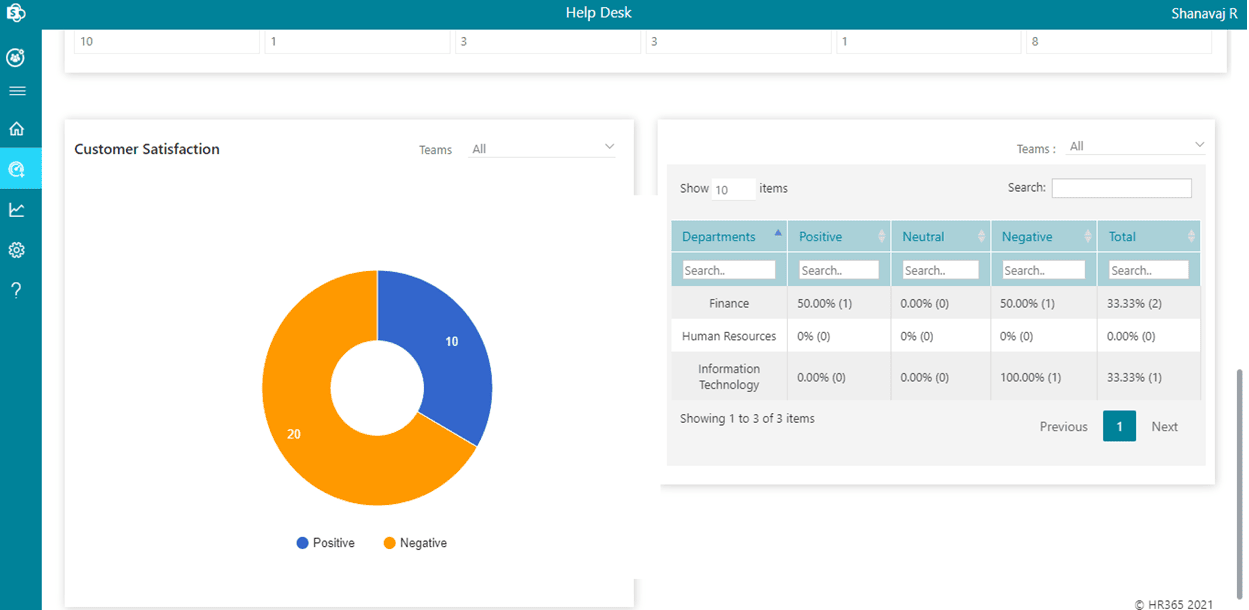 Help Desk
Shanavaj R
10 1 3 3 1 8
Customer Satisfaction
Teams All
Teams : All
Show 10 items
Search:
Departments Positive Neutral Negative Total
Search.. Search.. Search.. Search.. Search..
Finance 50.00% (1) 0.00% (0) 50.00% (1) 33.33% (2)
Human Resources 0% (0) 0% (0) 0% (0) 0.00% (0)
Information
Technology 0.00% (0) 0.00% (0) 100.00% (1) 33.33% (1)
Showing 1 to 3 of 3 items
Previous 1 Next
10
20
Positive Negative
© HR365 2021